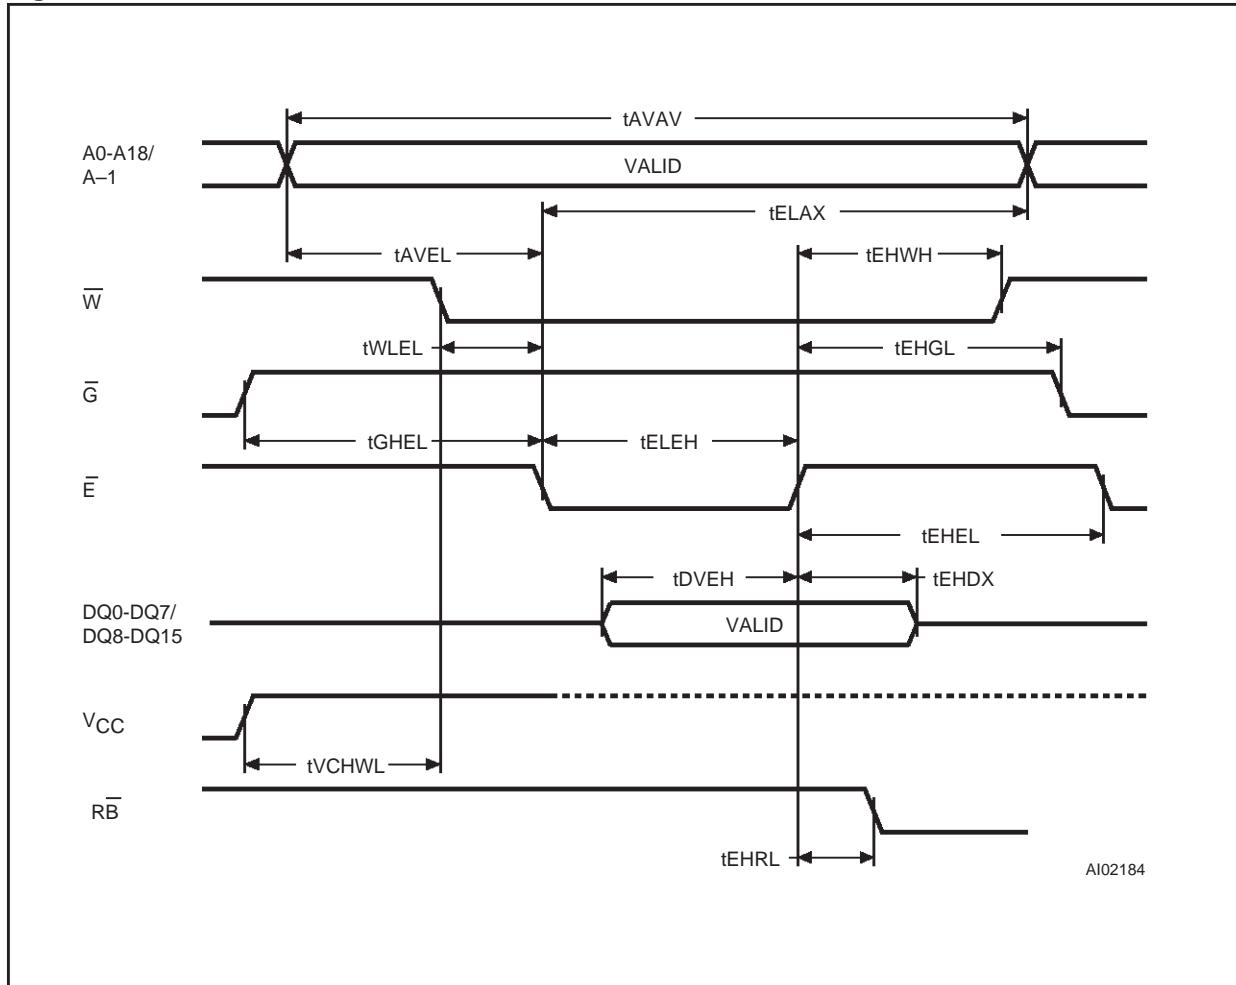 tAVAV
A0-A18/
A–1
VALID
tELAX
tAVEL
tEHWH
W̅
tWLEL
tEHGL
G̅
tGHEL
tELEH
E̅
tEHEL
tDVEH
tEHDX
DQ0-DQ7/
DQ8-DQ15
VALID
VCC
tVCHWL
RB̅
tEHRL
AI02184